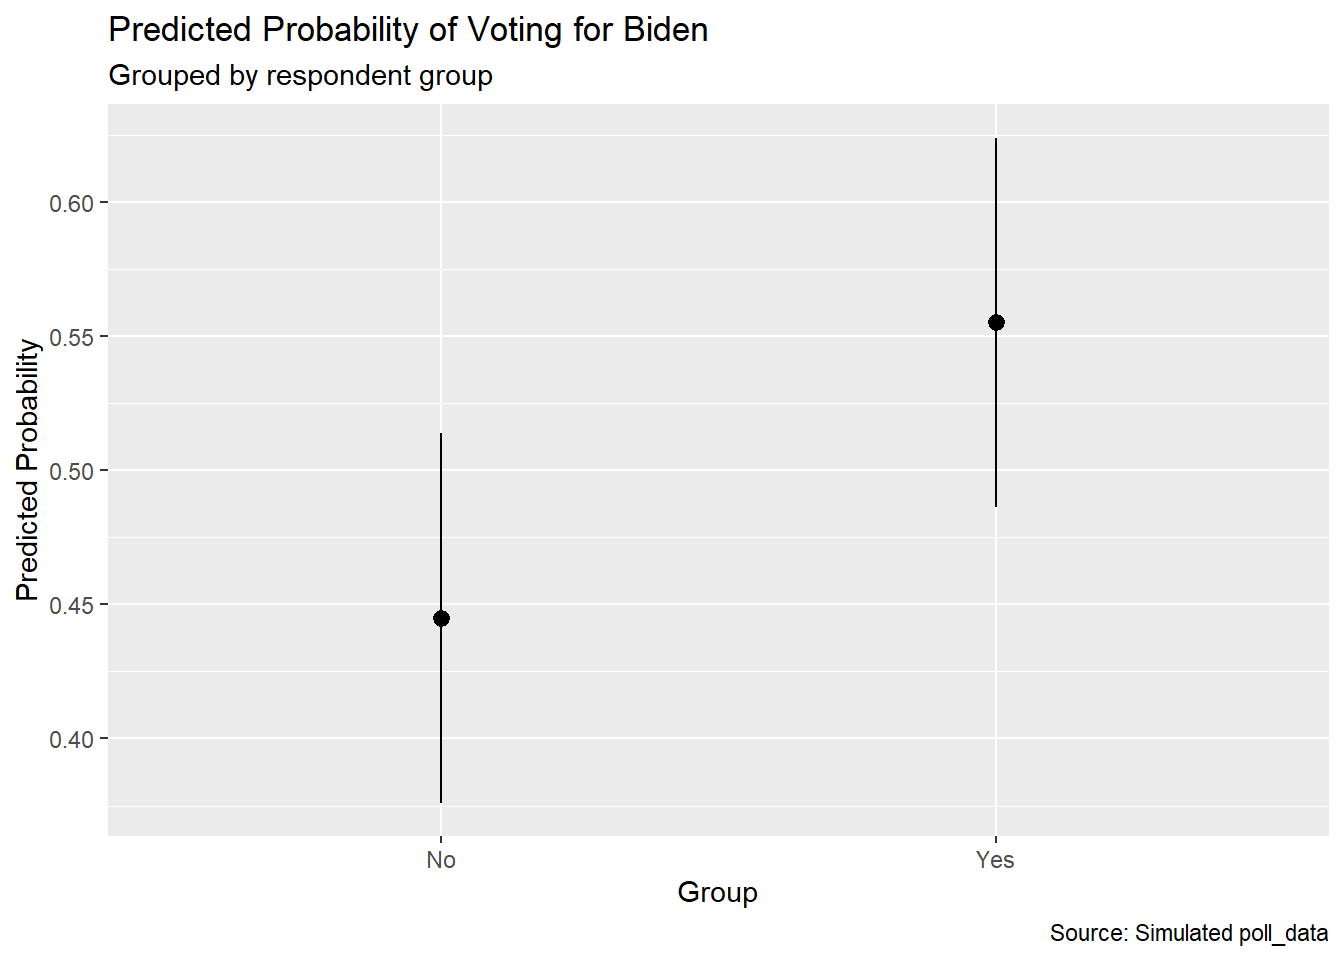 Predicted Probability of Voting for Biden
Grouped by respondent group
Predicted Probability
0.60
0.55
0.50
0.45
0.40
No Yes
Group
Source: Simulated poll_data